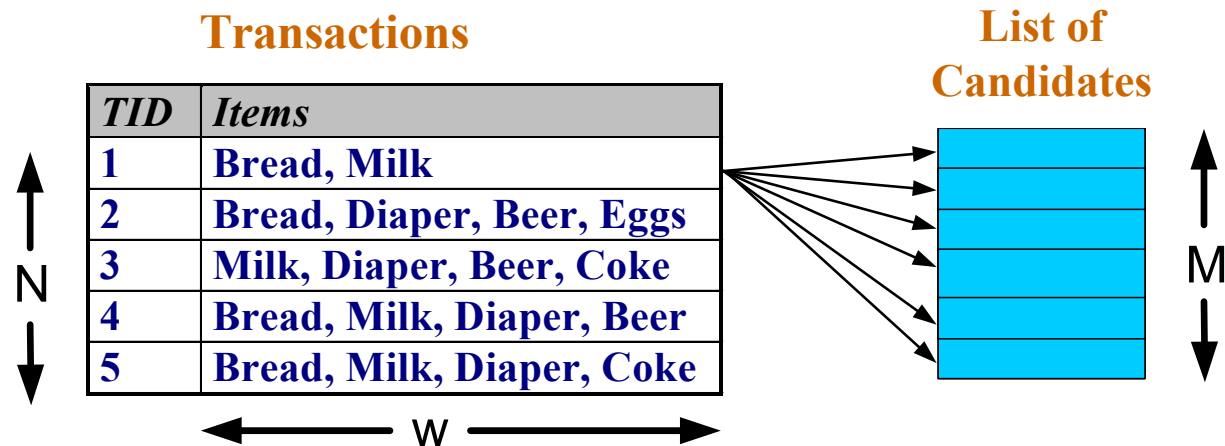 Transactions
List of
Candidates
TID Items
1 Bread, Milk
2 Bread, Diaper, Beer, Eggs
3 Milk, Diaper, Beer, Coke
4 Bread, Milk, Diaper, Beer
5 Bread, Milk, Diaper, Coke
N
M
w